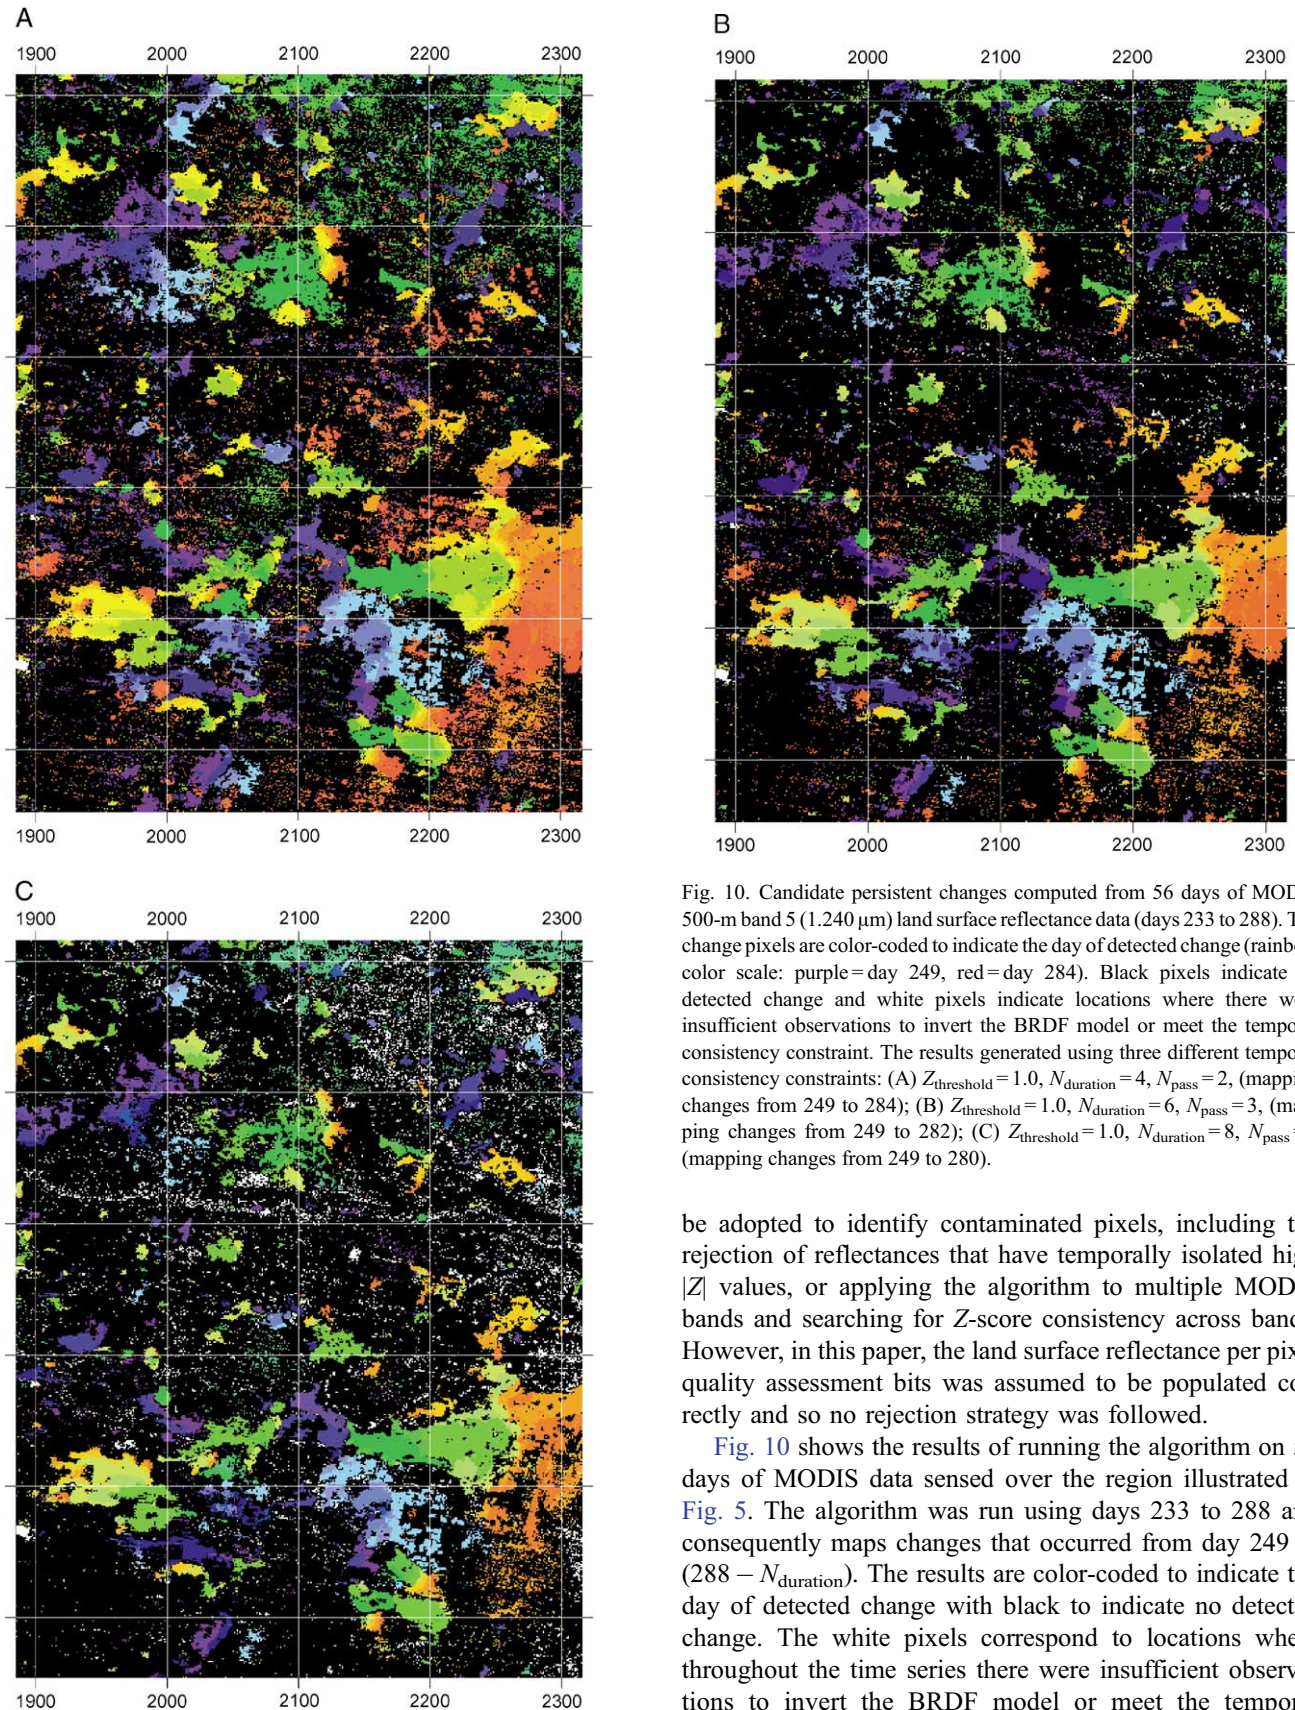 A
1900 2000 2100 2200 2300
1900 2000 2100 2200 2300
B
1900 2000 2100 2200 2300
1900 2000 2100 2200 2300
C
1900 2000 2100 2200 2300
1900 2000 2100 2200 2300
Fig. 10. Candidate persistent changes computed from 56 days of MOD
500-m band 5 (1.240 μm) land surface reflectance data (days 233 to 288). T
change pixels are color-coded to indicate the day of detected change (rainbo
color scale: purple = day 249, red = day 284). Black pixels indicate
detected change and white pixels indicate locations where there we
insufficient observations to invert the BRDF model or meet the tempo
consistency constraint. The results generated using three different tempo
consistency constraints: (A) Zthreshold = 1.0, Nduration = 4, Npass = 2, (mappi
changes from 249 to 284); (B) Zthreshold = 1.0, Nduration = 6, Npass = 3, (ma
ping changes from 249 to 282); (C) Zthreshold = 1.0, Nduration = 8, Npass =
(mapping changes from 249 to 280).
be adopted to identify contaminated pixels, including t
rejection of reflectances that have temporally isolated hig
|Z| values, or applying the algorithm to multiple MOD
bands and searching for Z-score consistency across band
However, in this paper, the land surface reflectance per pix
quality assessment bits was assumed to be populated co
rectly and so no rejection strategy was followed.
Fig. 10 shows the results of running the algorithm on
days of MODIS data sensed over the region illustrated
Fig. 5. The algorithm was run using days 233 to 288 a
consequently maps changes that occurred from day 249
(288 − Nduration). The results are color-coded to indicate t
day of detected change with black to indicate no detect
change. The white pixels correspond to locations whe
throughout the time series there were insufficient observ
tions to invert the BRDF model or meet the tempor